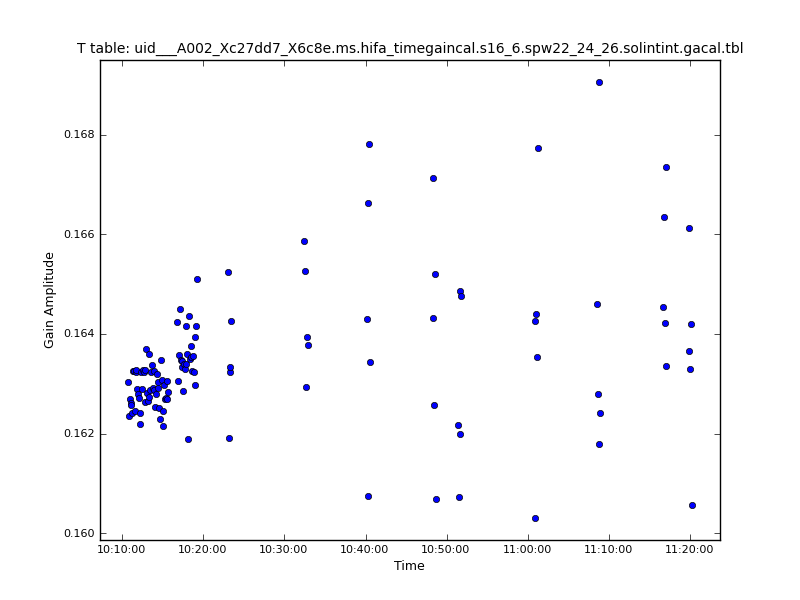 T table: uid___A002_Xc27dd7_X6c8e.ms.hifa_timegaincal.s16_6.spw22_24_26.solintint.gacal.tbl
0.168
0.166
0.164
0.162
0.160
Gain Amplitude
10:10:00 10:20:00 10:30:00 10:40:00 10:50:00 11:00:00 11:10:00 11:20:00
Time